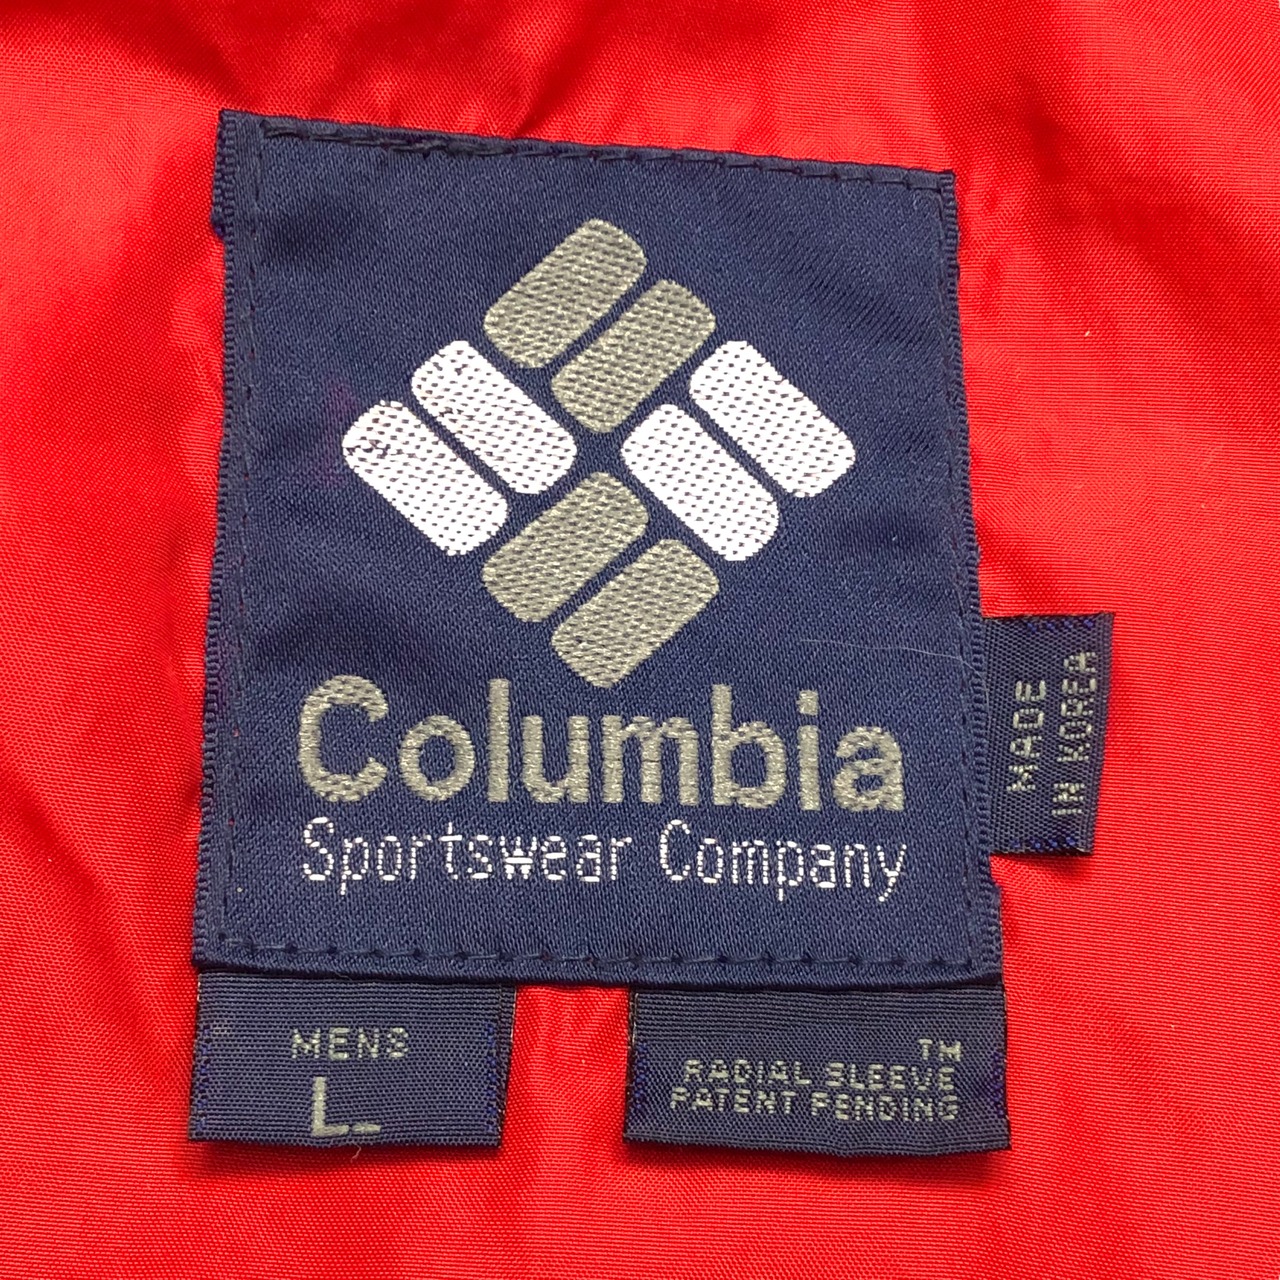 Columbia
Sportswear Company
MADE
IN KOREA
MENS
L
TM
RADIAL SLEEVE
PATENT PENDING